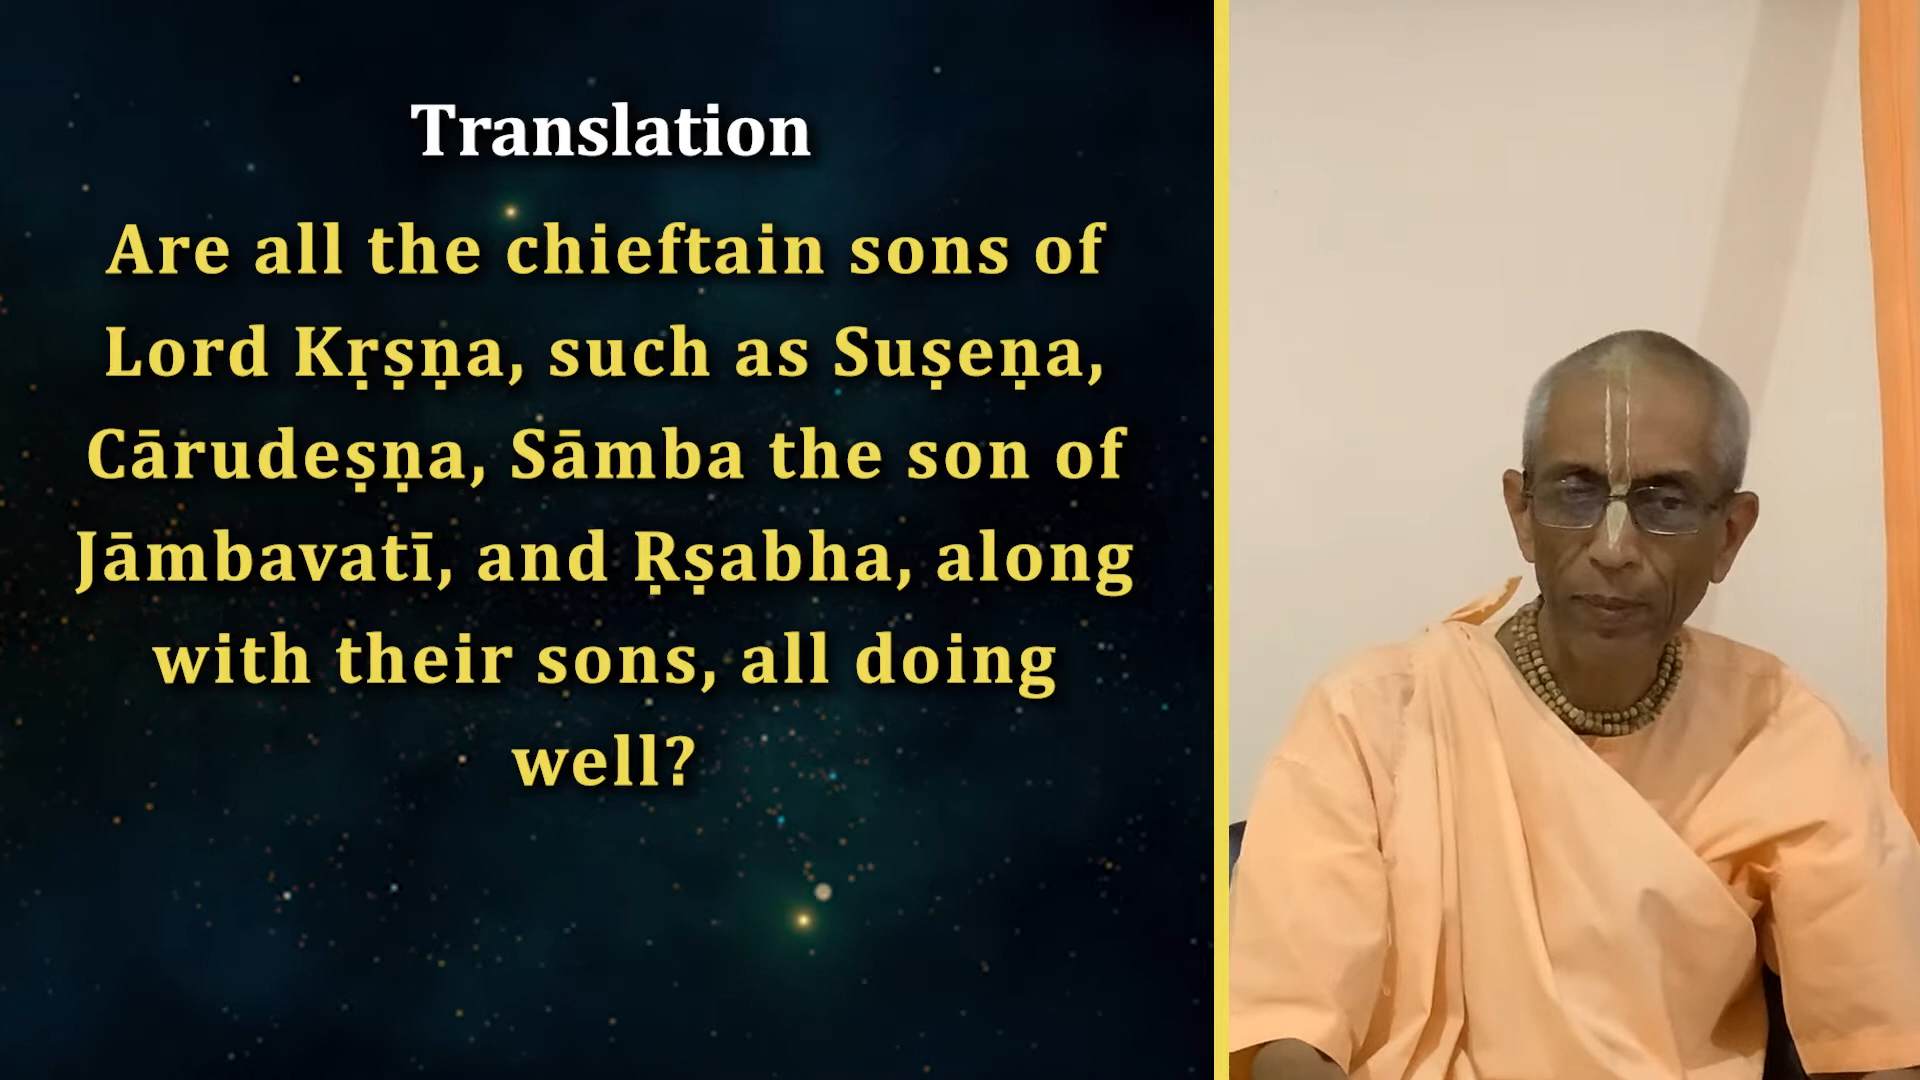 Translation
Are all the chieftain sons of
Lord Kṛṣṇa, such as Suṣeṇa,
Cārudeṣṇa, Sāmba the son of
Jāmbavatī, and Ṛṣabha, along
with their sons, all doing
well?